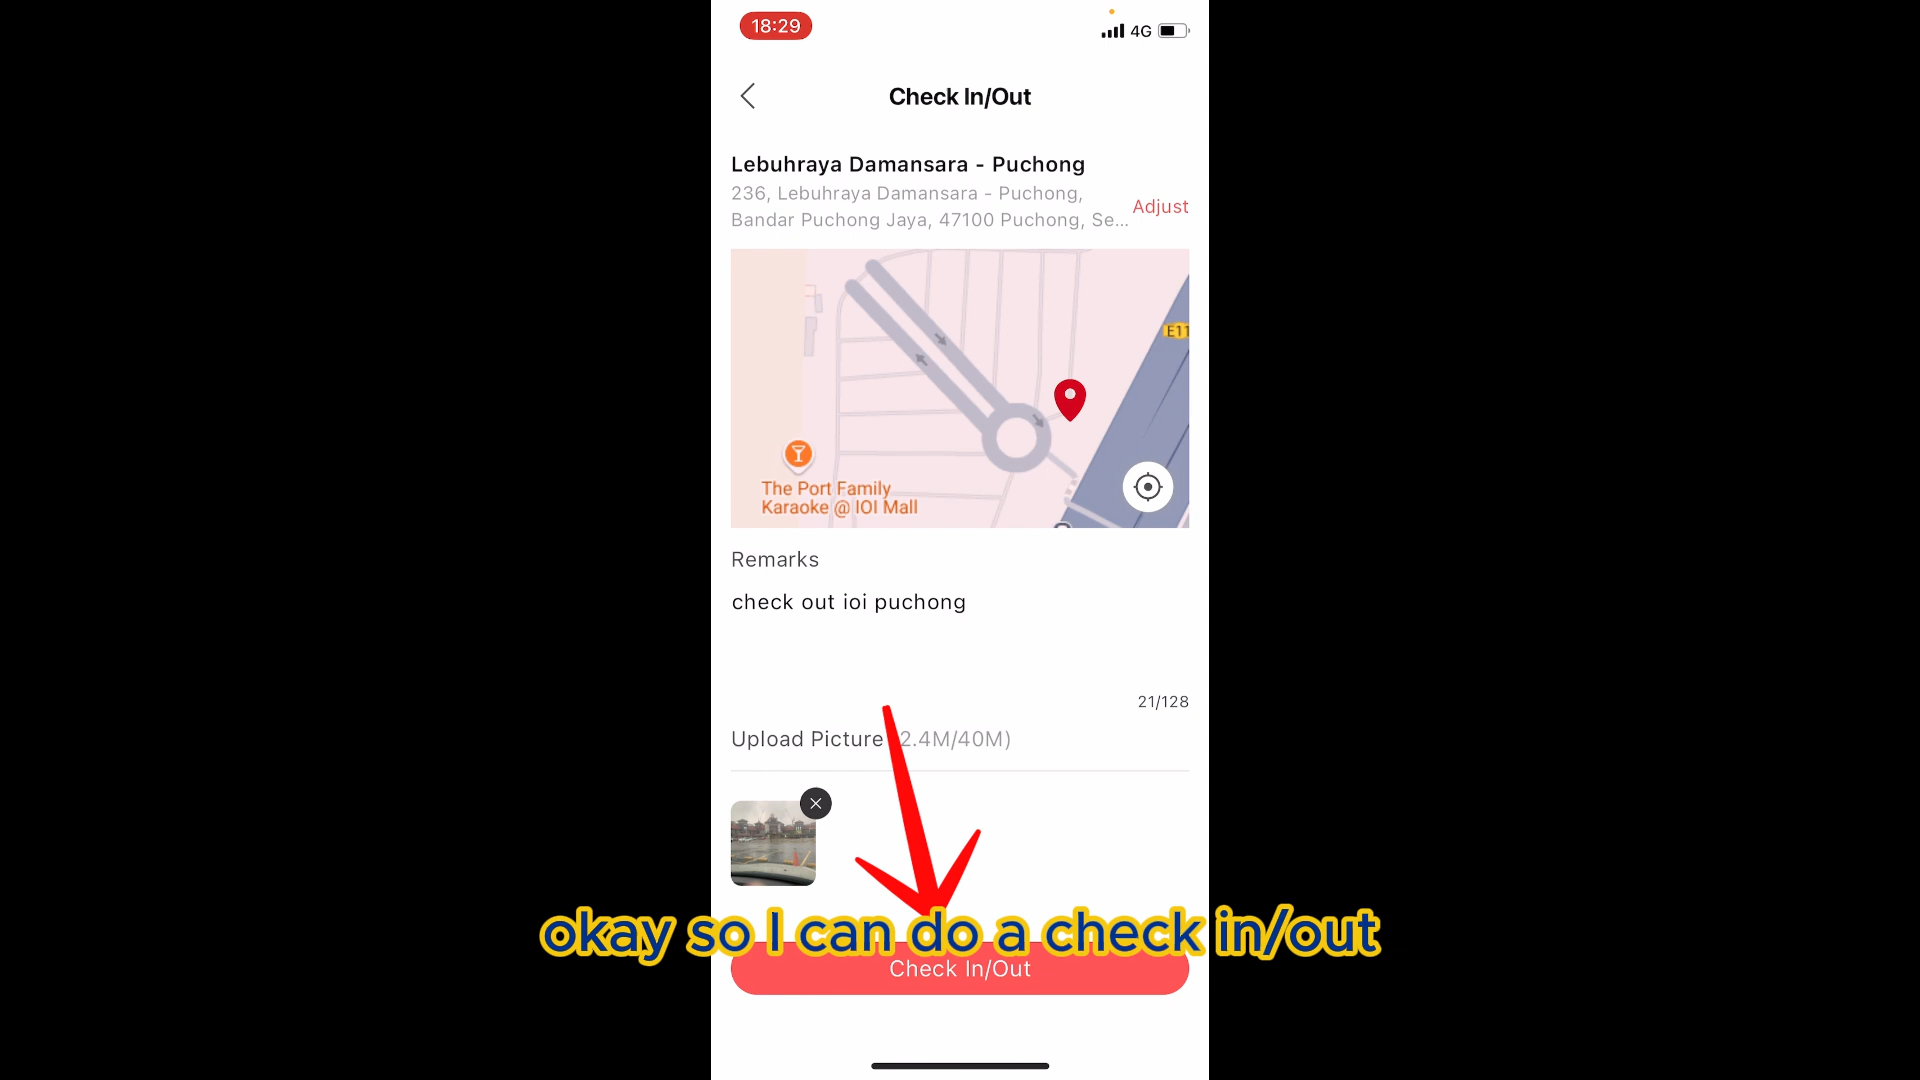 18:29
4G
Check In/Out
Lebuhraya Damansara - Puchong
236, Lebuhraya Damansara - Puchong,
Bandar Puchong Jaya, 47100 Puchong, Se...
Adjust
E11
The Port Family
Karaoke @ IOI Mall
Remarks
check out ioi puchong
21/128
Upload Picture 2.4M/40M)
okay so I can do a check in/out
Check In/Out